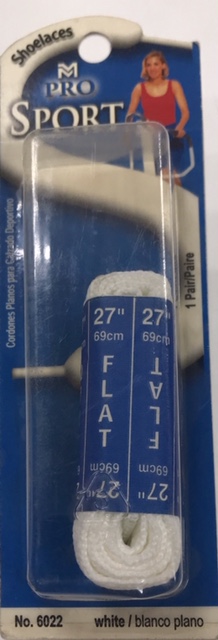 Shoelaces
M
PRO
SPORT
Cordones Planos para Calzado Deportivo
1 Pair/Paire
27" 27"
69cm 69cm
FLAT FLAT
69cm 69cm
27" 27"
No. 6022 white / blanco plano